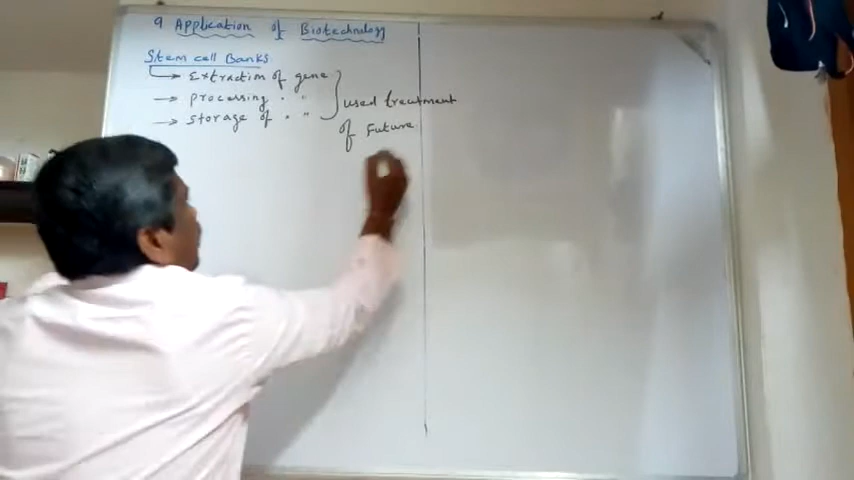 9 Application of Biotechnology
Stem cell Banks
→ Extraction of gene
→ processing " "
→ storage of " "
used treatment
of Future